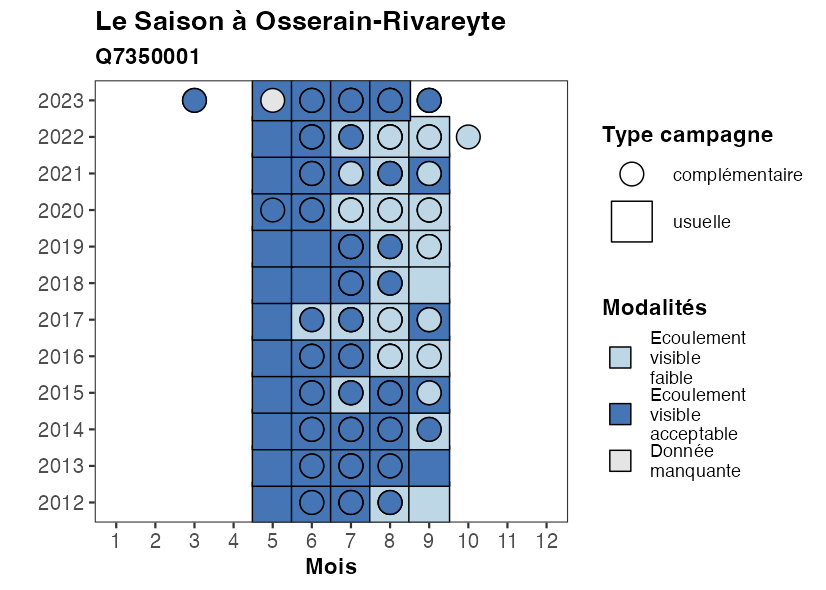 Le Saison à Osserain-Rivareyte
Q7350001
2023
2022
2021
2020
2019
2018
2017
2016
2015
2014
2013
2012
1 2 3 4 5 6 7 8 9 10 11 12
Mois
Type campagne
complémentaire
usuelle
Modalités
Ecoulement
visible
faible
Ecoulement
visible
acceptable
Donnée
manquante